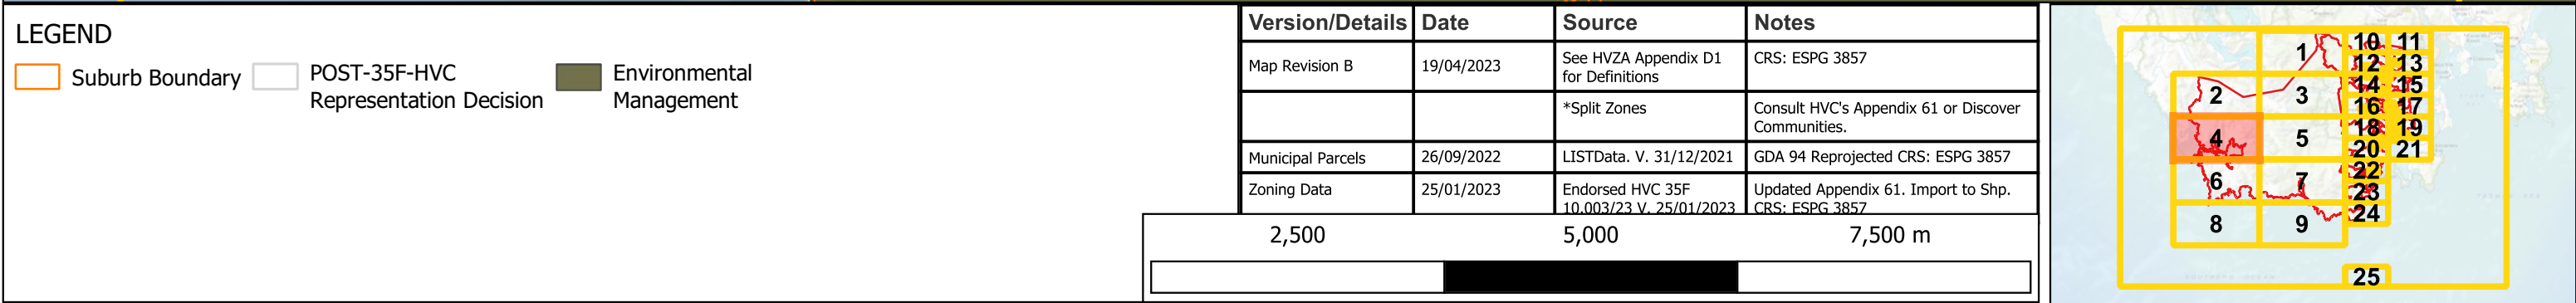 LEGEND
Suburb Boundary
POST-35F-HVC
Representation Decision
Environmental
Management
Version/Details Date Source Notes
Map Revision B 19/04/2023 See HVZA Appendix D1
for Definitions
CRS: ESPG 3857
*Split Zones Consult HVC's Appendix 61 or Discover
Communities.
Municipal Parcels 26/09/2022 LISTData. V. 31/12/2021 GDA 94 Reprojected CRS: ESPG 3857
Zoning Data 25/01/2023 Endorsed HVC 35F
10.003/23 V. 25/01/2023
Updated Appendix 61. Import to Shp.
CRS: ESPG 3857
2,500 5,000 7,500 m
1 10 11
12 13
2 3 14 15
16 17
4 5 18 19
20 21
6 7 22
23
8 9 24
25